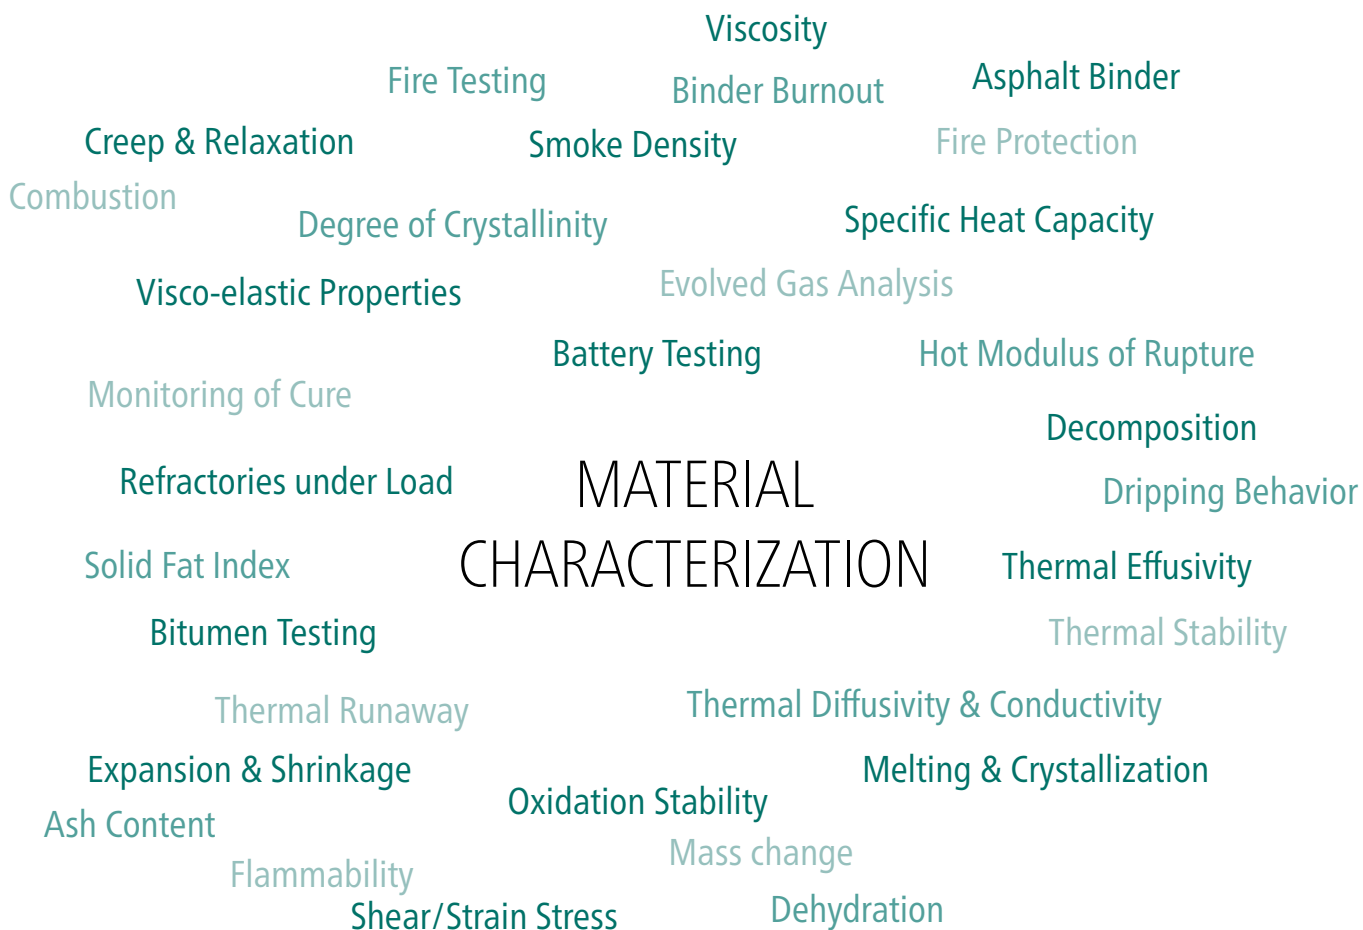 Viscosity
Fire Testing
Binder Burnout
Asphalt Binder
Creep & Relaxation
Smoke Density
Fire Protection
Combustion
Degree of Crystallinity
Specific Heat Capacity
Visco-elastic Properties
Evolved Gas Analysis
Battery Testing
Hot Modulus of Rupture
Monitoring of Cure
Decomposition
Refractories under Load
MATERIAL
Dripping Behavior
Solid Fat Index
CHARACTERIZATION
Thermal Effusivity
Bitumen Testing
Thermal Stability
Thermal Runaway
Thermal Diffusivity & Conductivity
Expansion & Shrinkage
Melting & Crystallization
Oxidation Stability
Ash Content
Mass change
Flammability
Shear/Strain Stress
Dehydration